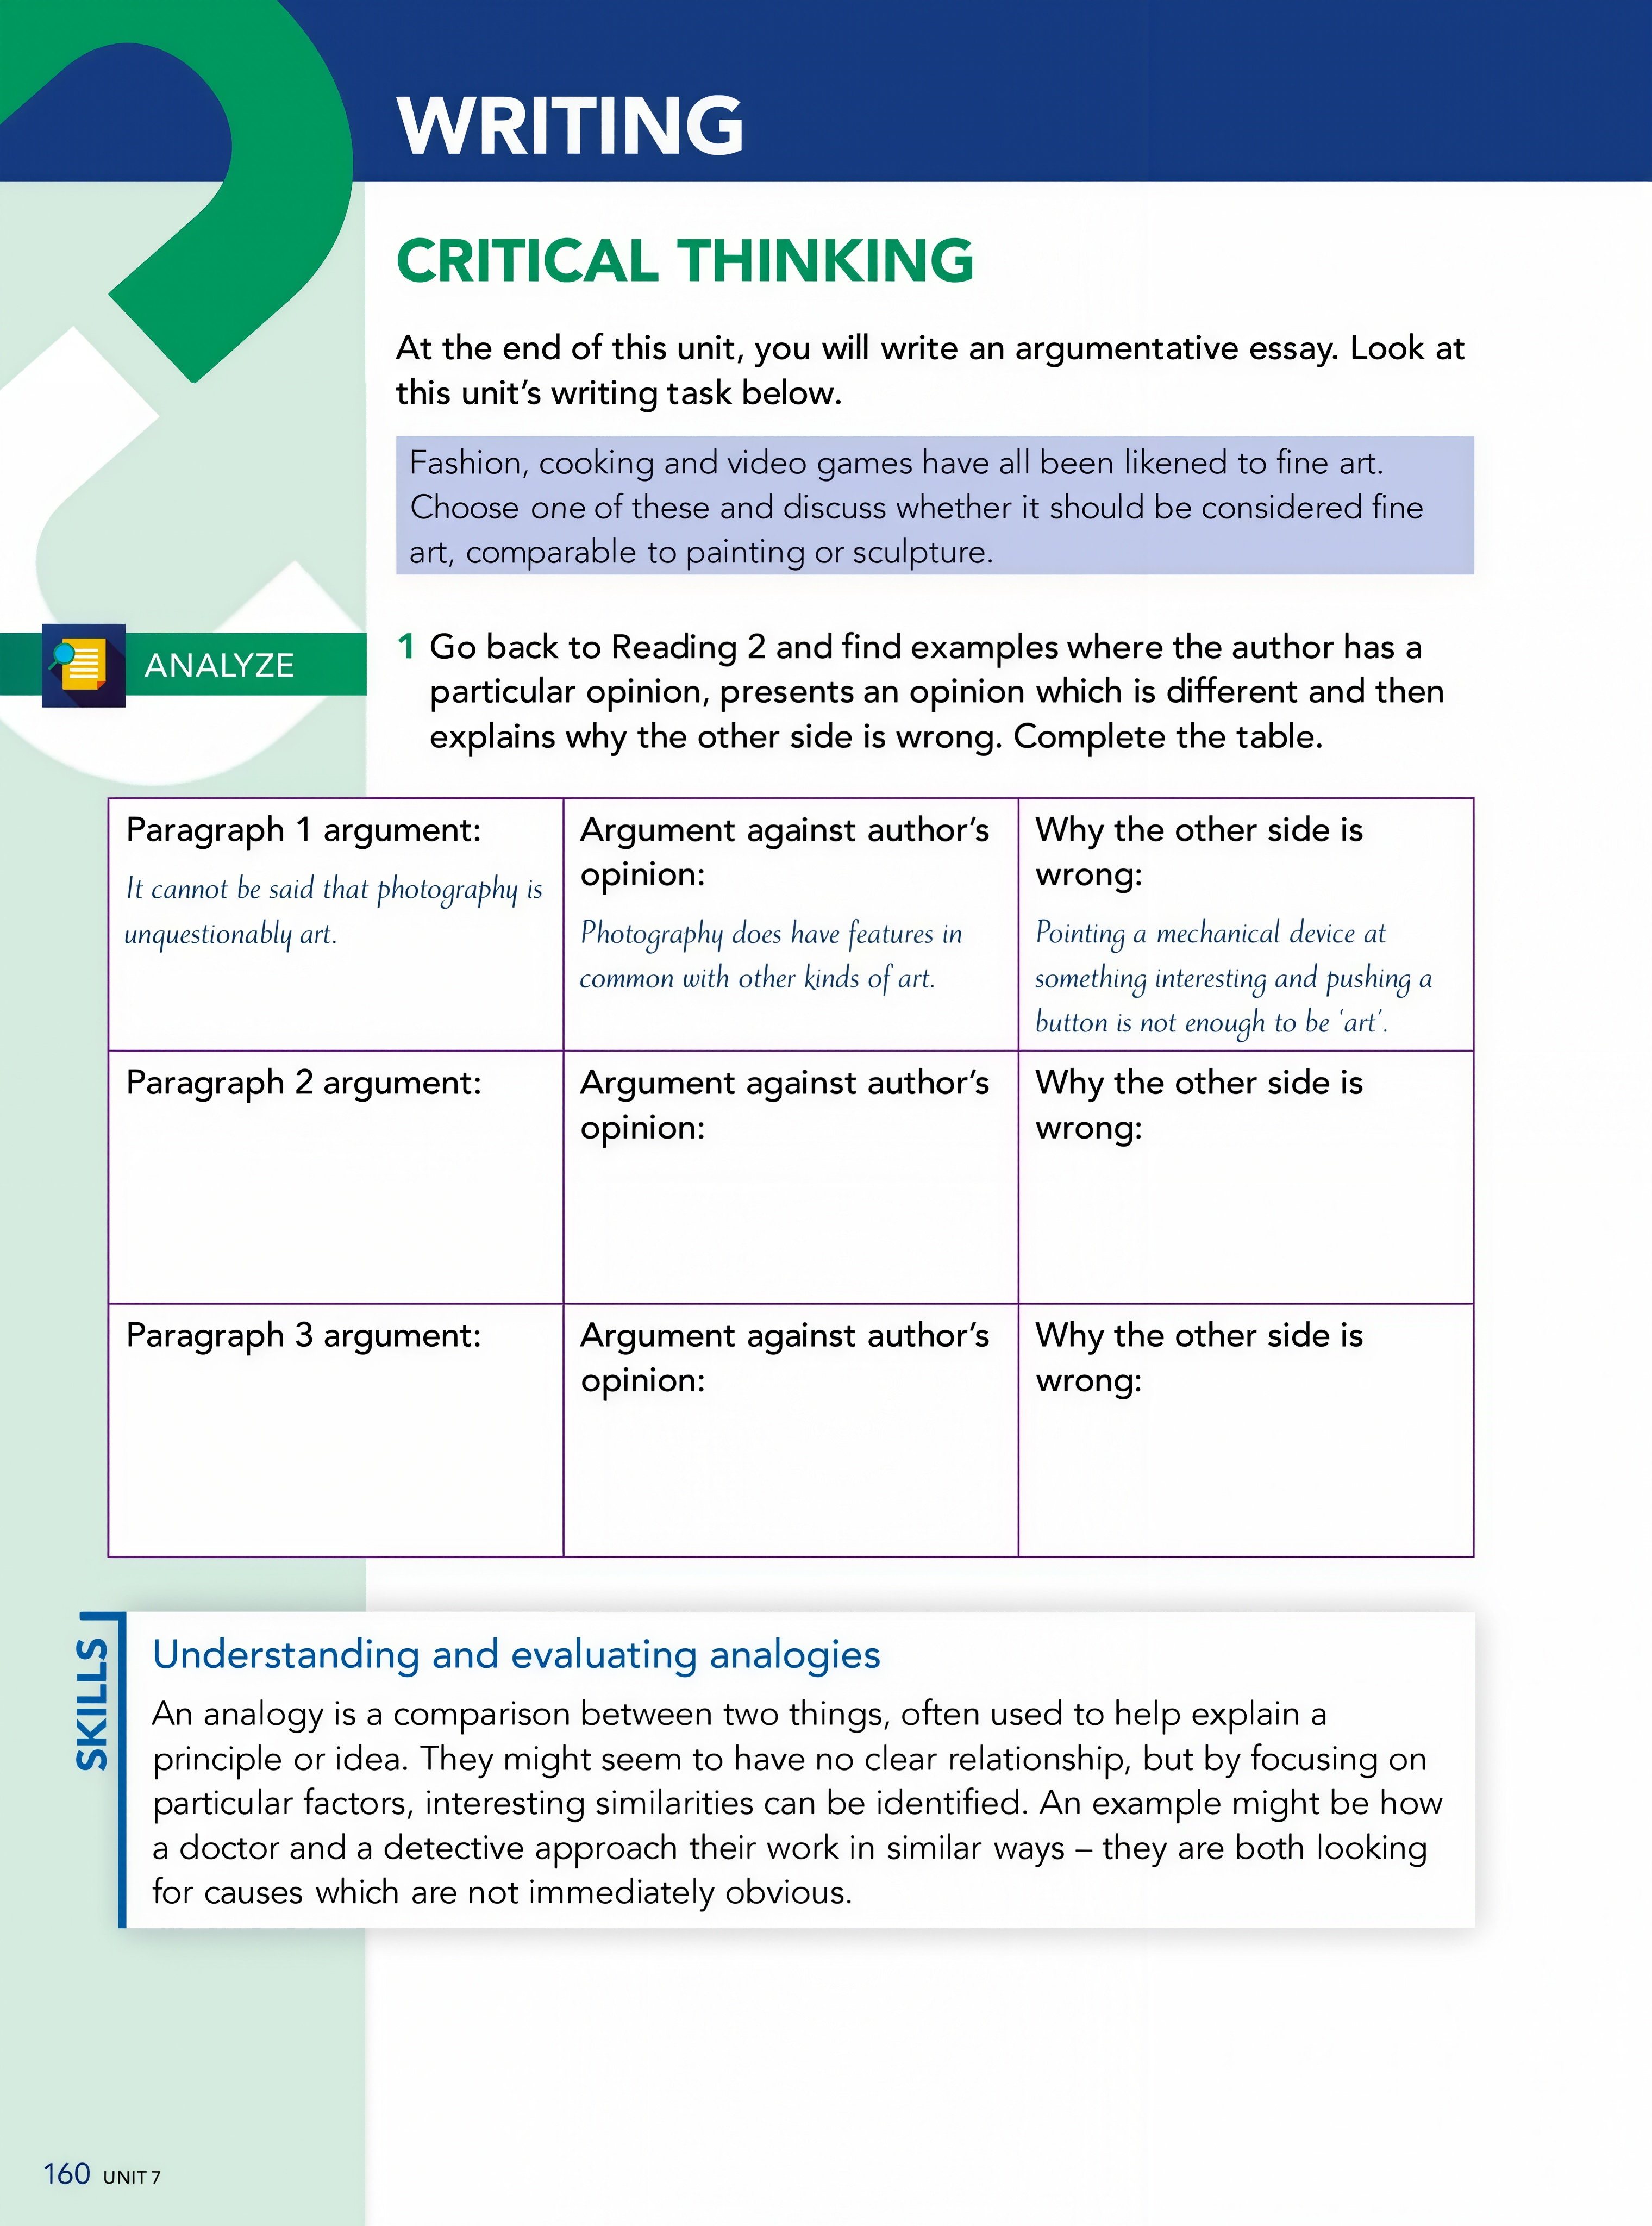 WRITING
CRITICAL THINKING
At the end of this unit, you will write an argumentative essay. Look at
this unit's writing task below.
Fashion, cooking and video games have all been likened to fine art.
Choose one of these and discuss whether it should be considered fine
art, comparable to painting or sculpture.
ANALYZE
1 Go back to Reading 2 and find examples where the author has a
particular opinion, presents an opinion which is different and then
explains why the other side is wrong. Complete the table.
Paragraph 1 argument:
It cannot be said that photography is
unquestionably art.
Argument against author's
opinion:
Photography does have features in
common with other kinds of art.
Why the other side is
wrong:
Pointing a mechanical device at
something interesting and pushing a
button is not enough to be 'art'.
Paragraph 2 argument:
Argument against author's
opinion:
Why the other side is
wrong:
Paragraph 3 argument:
Argument against author's
opinion:
Why the other side is
wrong:
SKILLS
Understanding and evaluating analogies
An analogy is a comparison between two things, often used to help explain a
principle or idea. They might seem to have no clear relationship, but by focusing on
particular factors, interesting similarities can be identified. An example might be how
a doctor and a detective approach their work in similar ways – they are both looking
for causes which are not immediately obvious.
160 UNIT 7